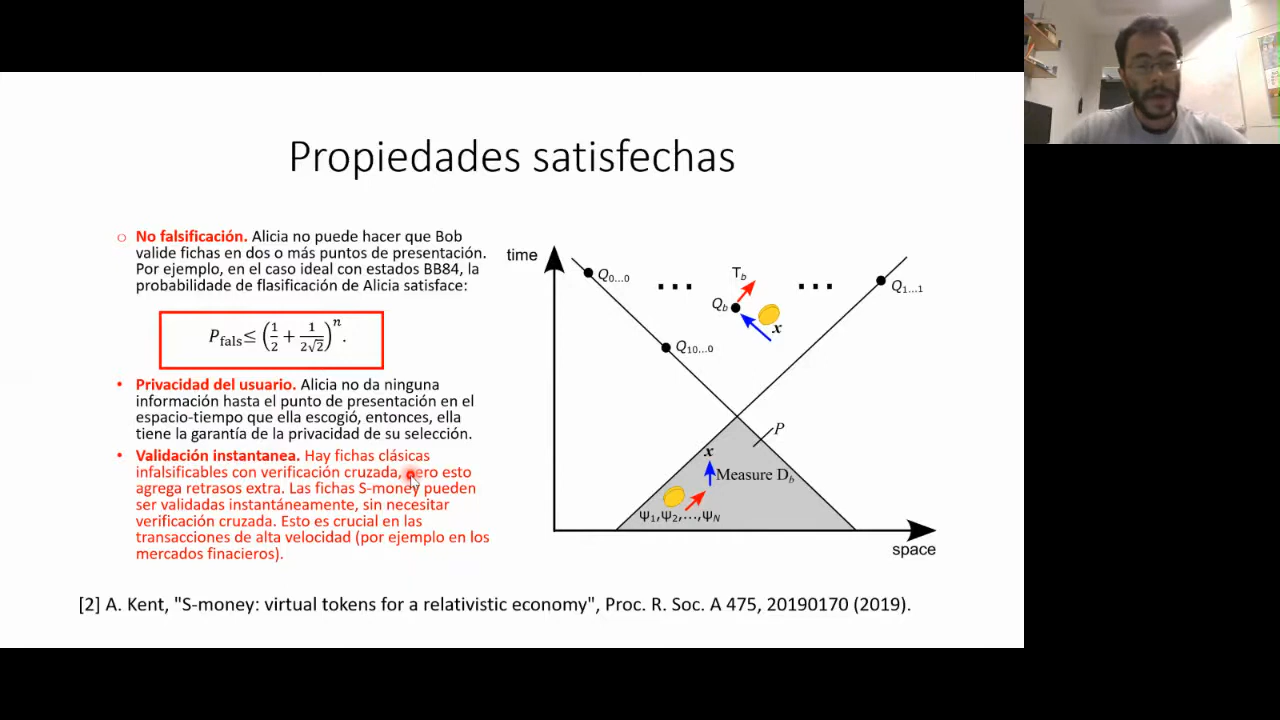 Propiedades satisfechas
○ No falsificación. Alicia no puede hacer que Bob
valide fichas en dos o más puntos de presentación.
Por ejemplo, en el caso ideal con estados BB84, la
probabilidade de flasificación de Alicia satisface:
P_fals ≤ (1/2 + 1/(2√2))^n.
• Privacidad del usuario. Alicia no da ninguna
información hasta el punto de presentación en el
espacio-tiempo que ella escogió, entonces, ella
tiene la garantía de la privacidad de su selección.
• Validación instantanea. Hay fichas clásicas
infalsificables con verificación cruzada, pero esto
agrega retrasos extra. Las fichas S-money pueden
ser validadas instantáneamente, sin necesitar
verificación cruzada. Esto es crucial en las
transacciones de alta velocidad (por ejemplo en los
mercados finacieros).
time
Q0...0
...
Tb
Qb
x
...
Q1...1
Q10...0
P
x
Measure Db
Ψ1,Ψ2,...,ΨN
space
[2] A. Kent, "S-money: virtual tokens for a relativistic economy", Proc. R. Soc. A 475, 20190170 (2019).